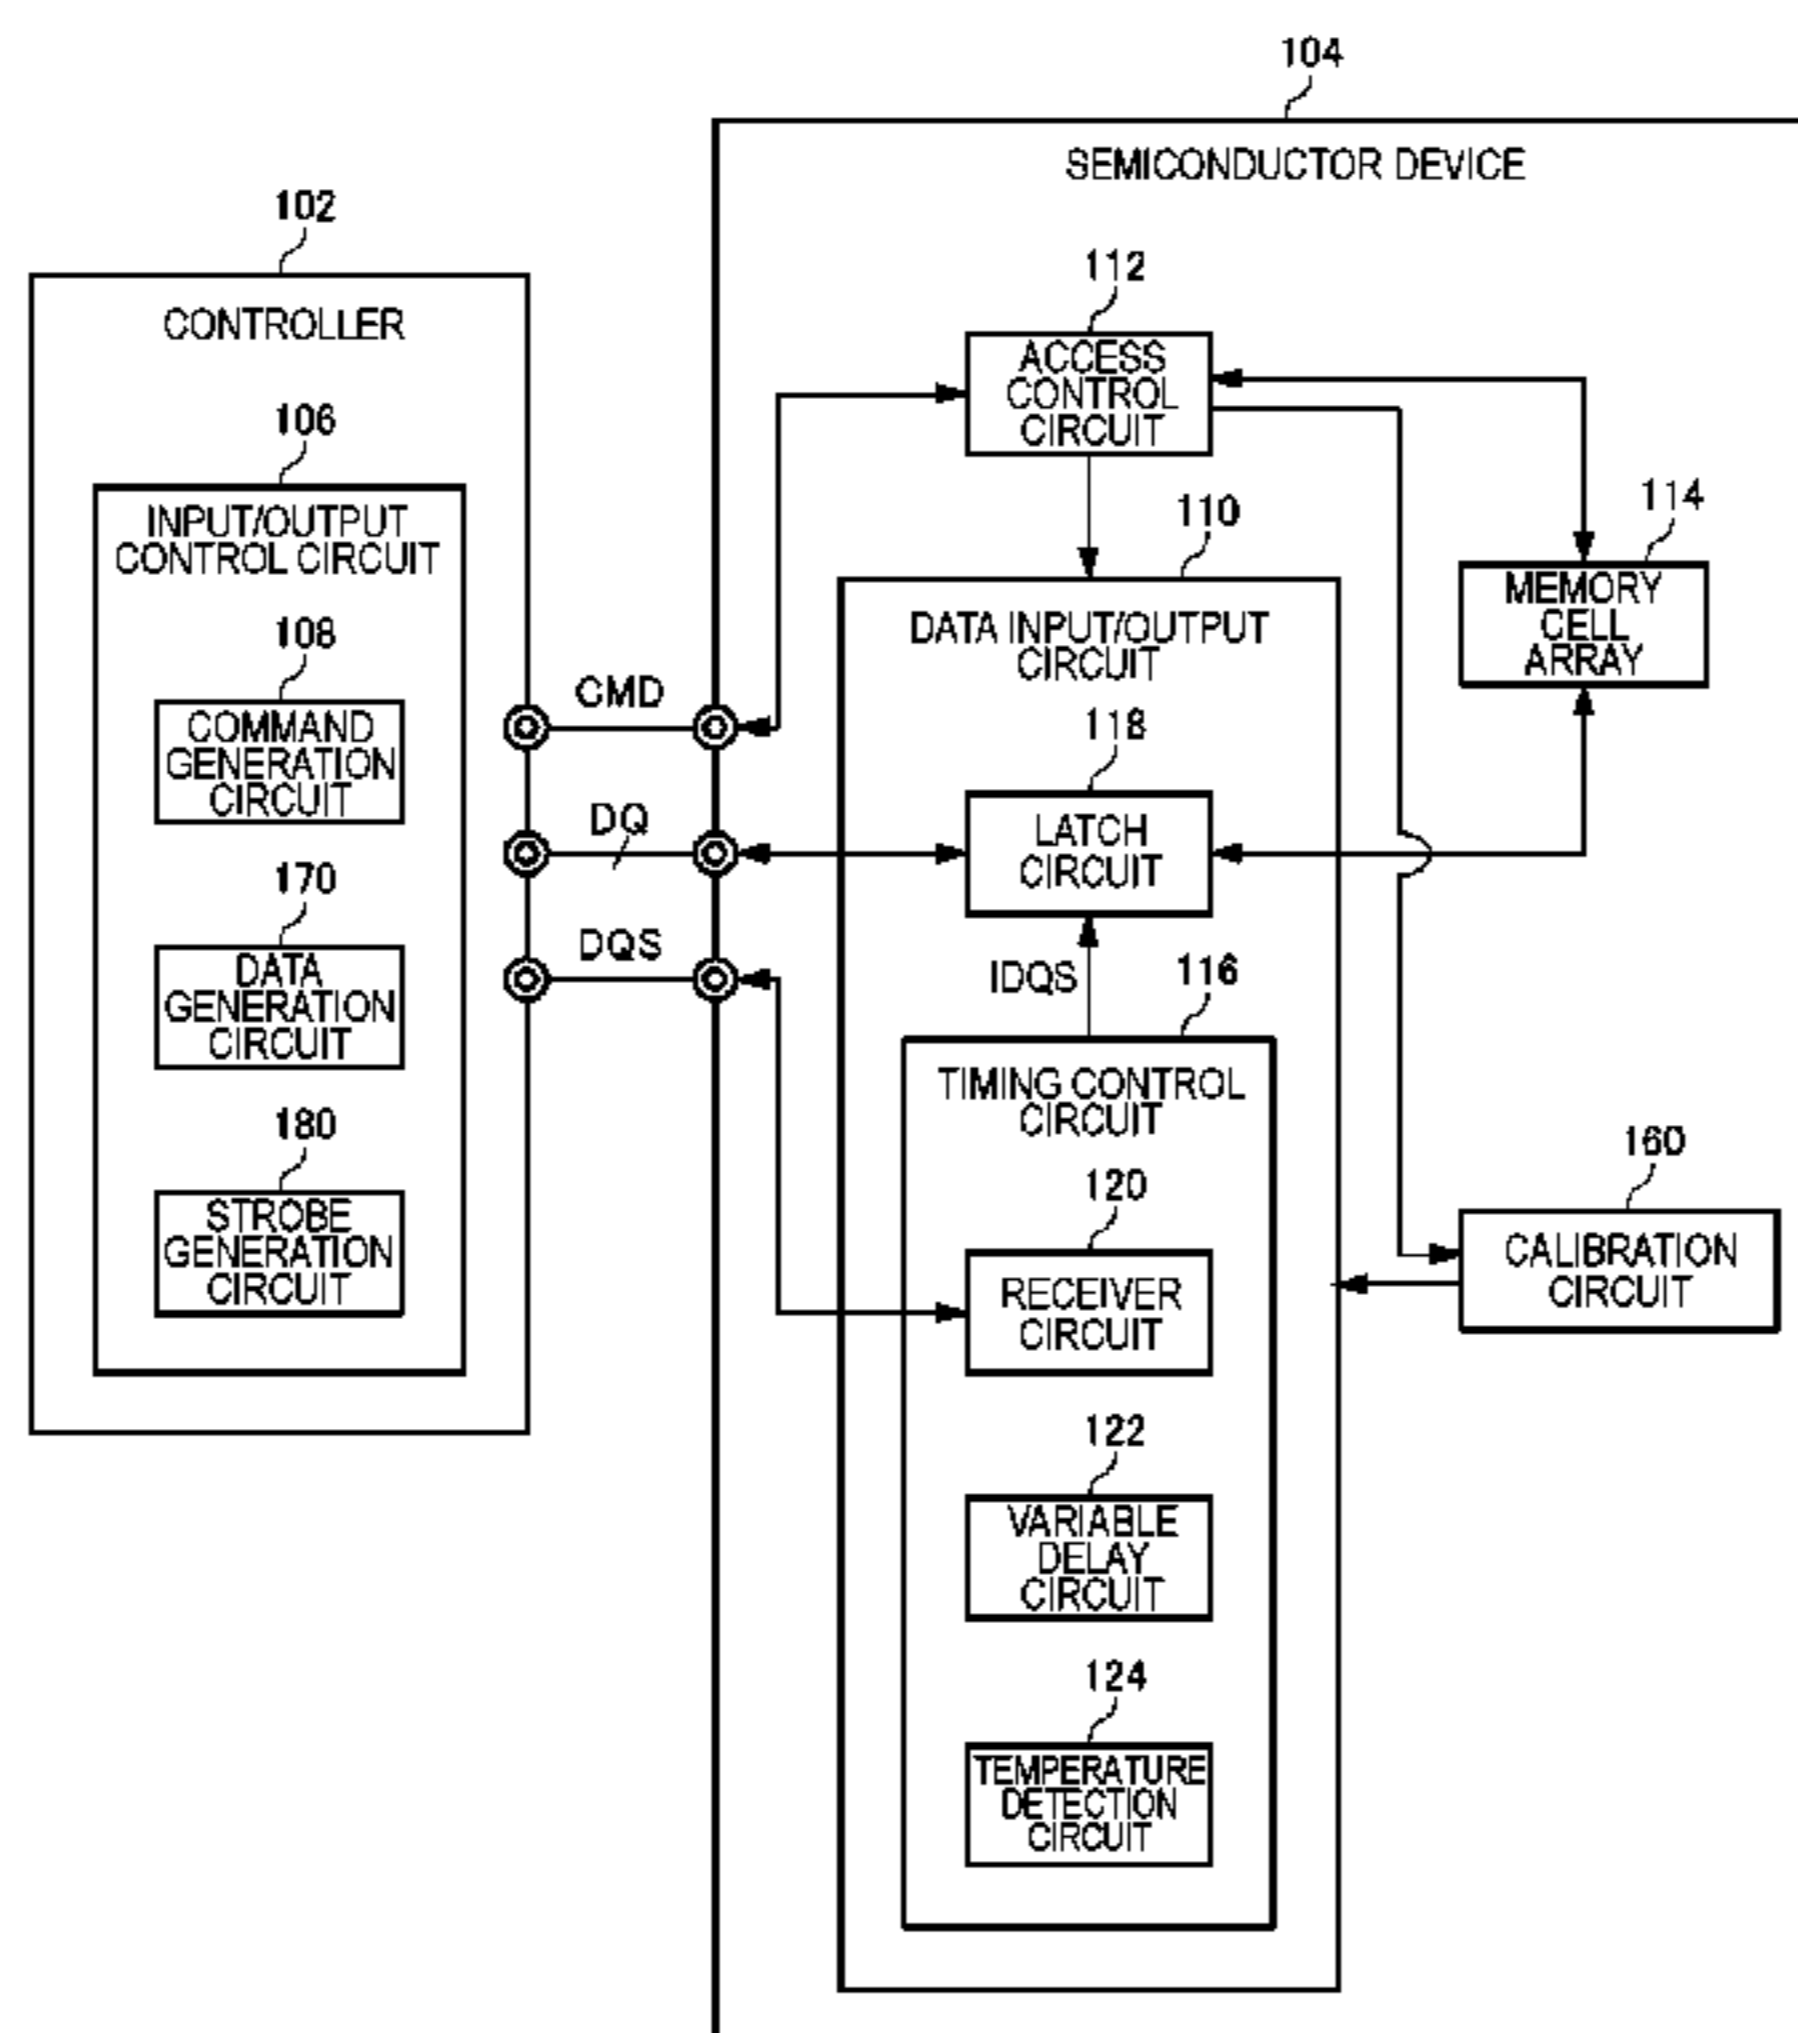 104
SEMICONDUCTOR DEVICE
102
CONTROLLER
106
INPUT/OUTPUT
CONTROL CIRCUIT
108
COMMAND
GENERATION
CIRCUIT
170
DATA
GENERATION
CIRCUIT
180
STROBE
GENERATION
CIRCUIT
CMD
DQ
DQS
112
ACCESS
CONTROL
CIRCUIT
110
DATA INPUT/OUTPUT
CIRCUIT
118
LATCH
CIRCUIT
IDQS
116
TIMING CONTROL
CIRCUIT
120
RECEIVER
CIRCUIT
122
VARIABLE
DELAY
CIRCUIT
124
TEMPERATURE
DETECTION
CIRCUIT
114
MEMORY
CELL
ARRAY
160
CALIBRATION
CIRCUIT